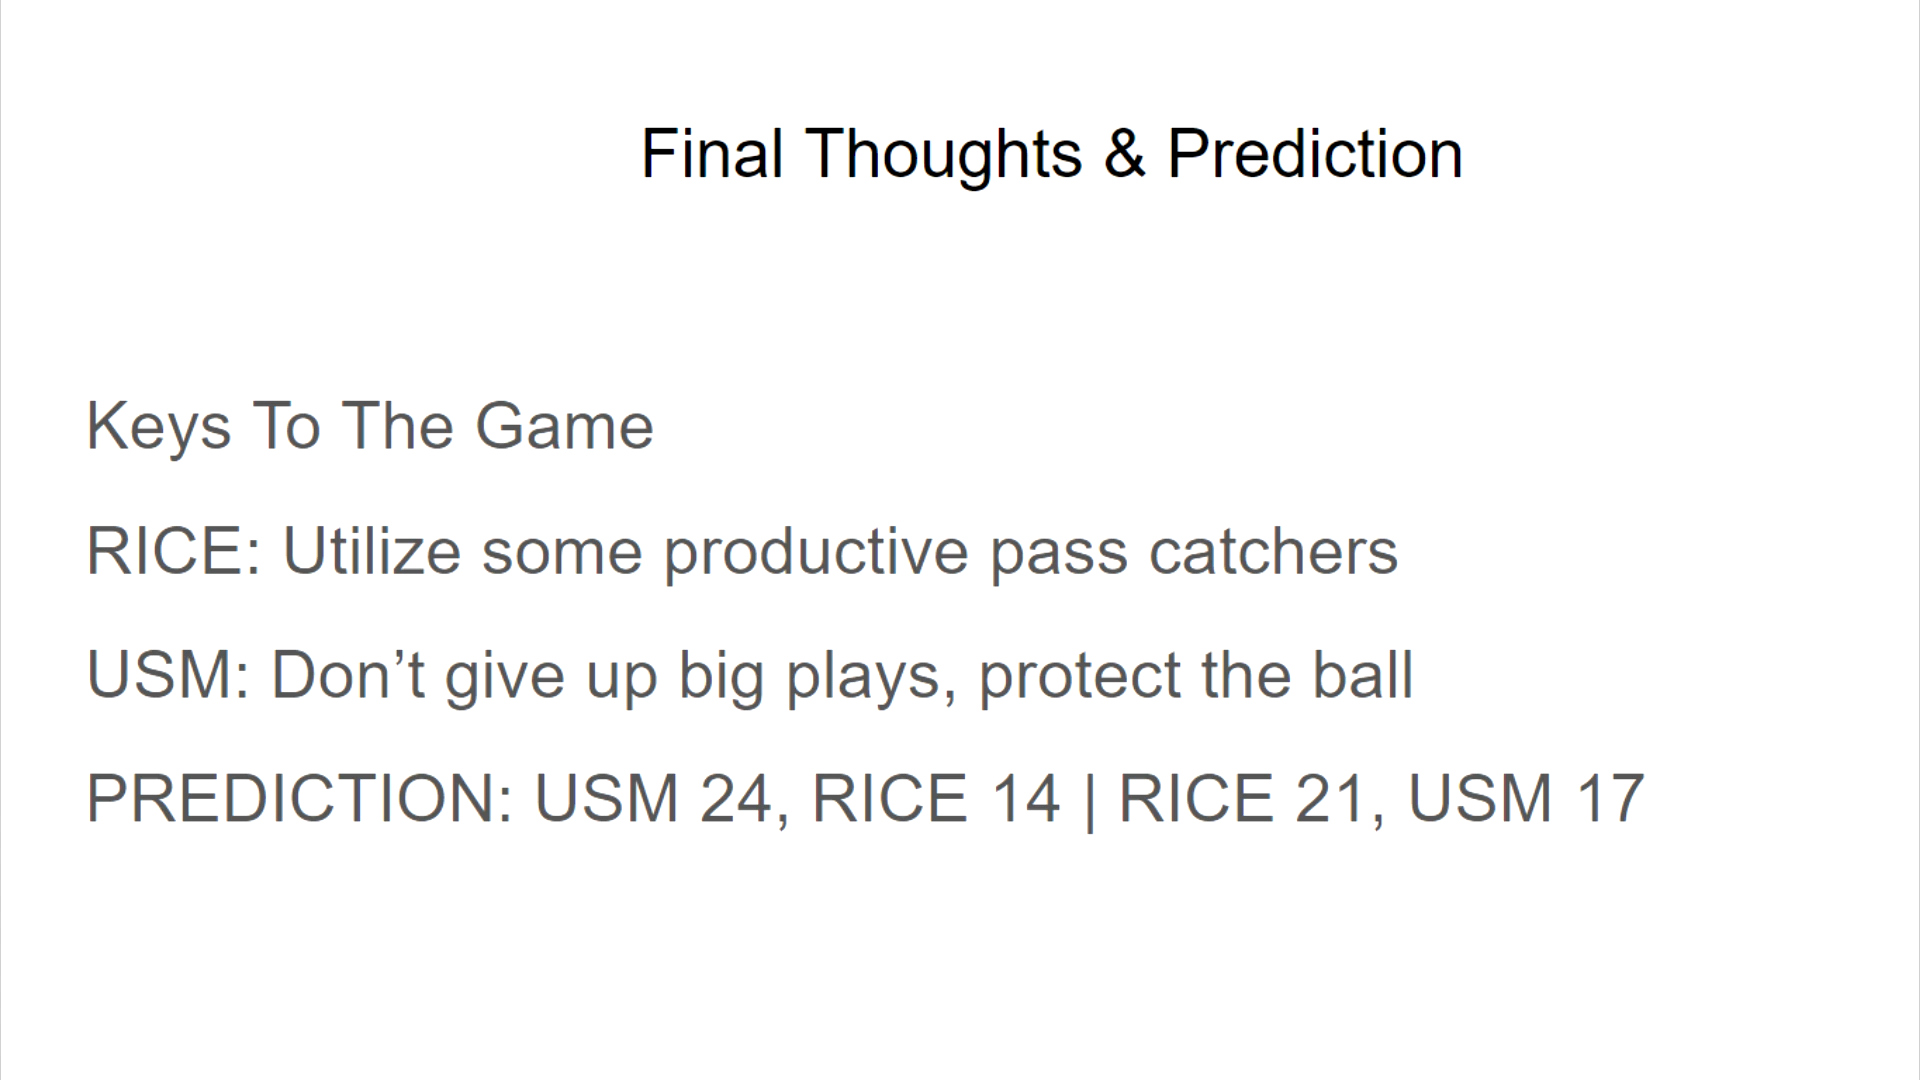 Final Thoughts & Prediction
Keys To The Game
RICE: Utilize some productive pass catchers
USM: Don’t give up big plays, protect the ball
PREDICTION: USM 24, RICE 14 | RICE 21, USM 17